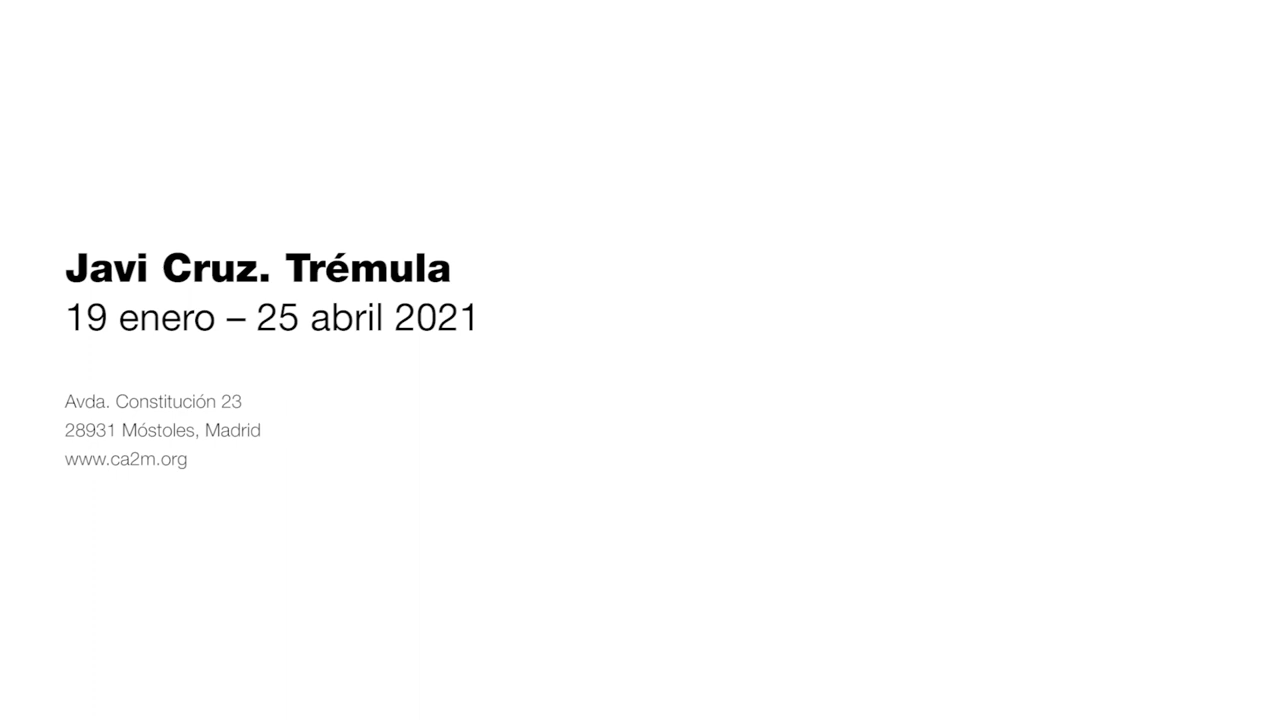 Javi Cruz. Trémula
19 enero – 25 abril 2021
Avda. Constitución 23
28931 Móstoles, Madrid
www.ca2m.org